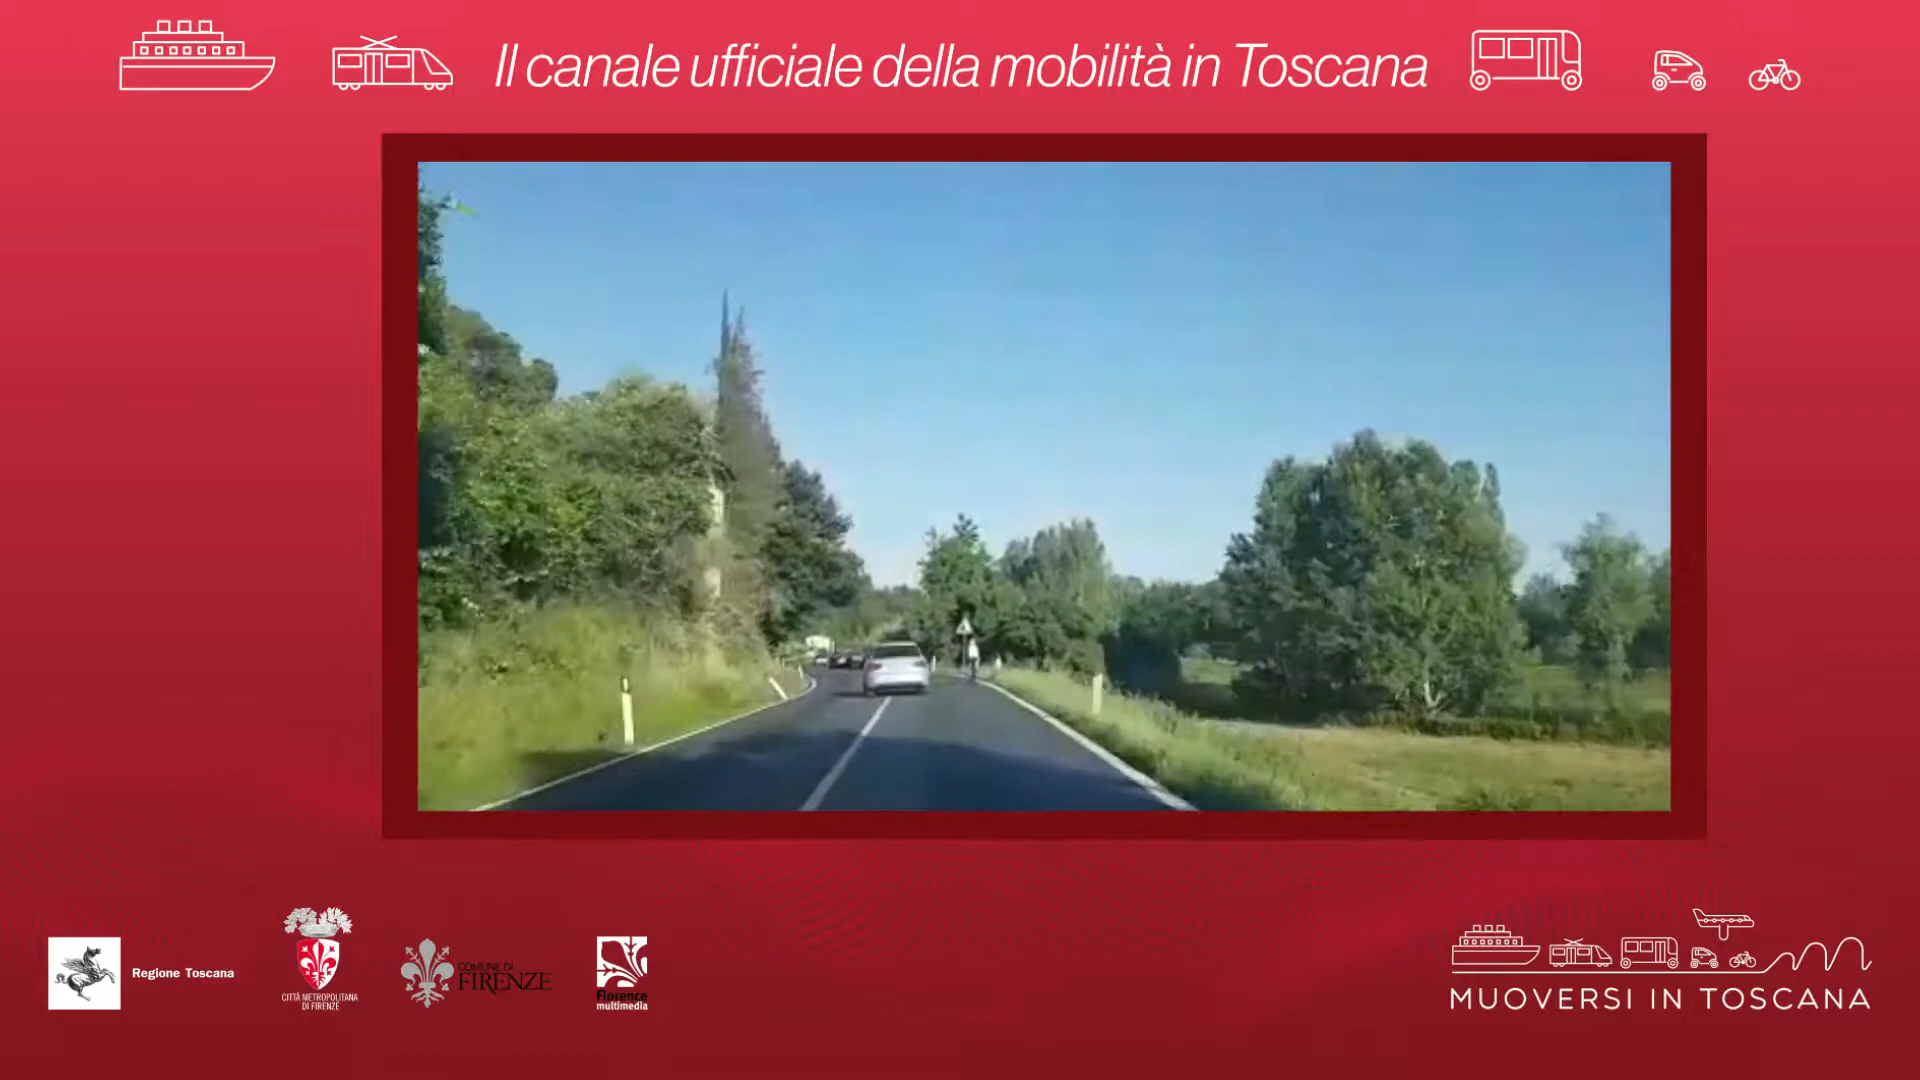 Il canale ufficiale della mobilità in Toscana
Regione Toscana
CITTÀ METROPOLITANA
DI FIRENZE
COMUNE DI
FIRENZE
Florence
multimedia
MUOVERSI IN TOSCANA